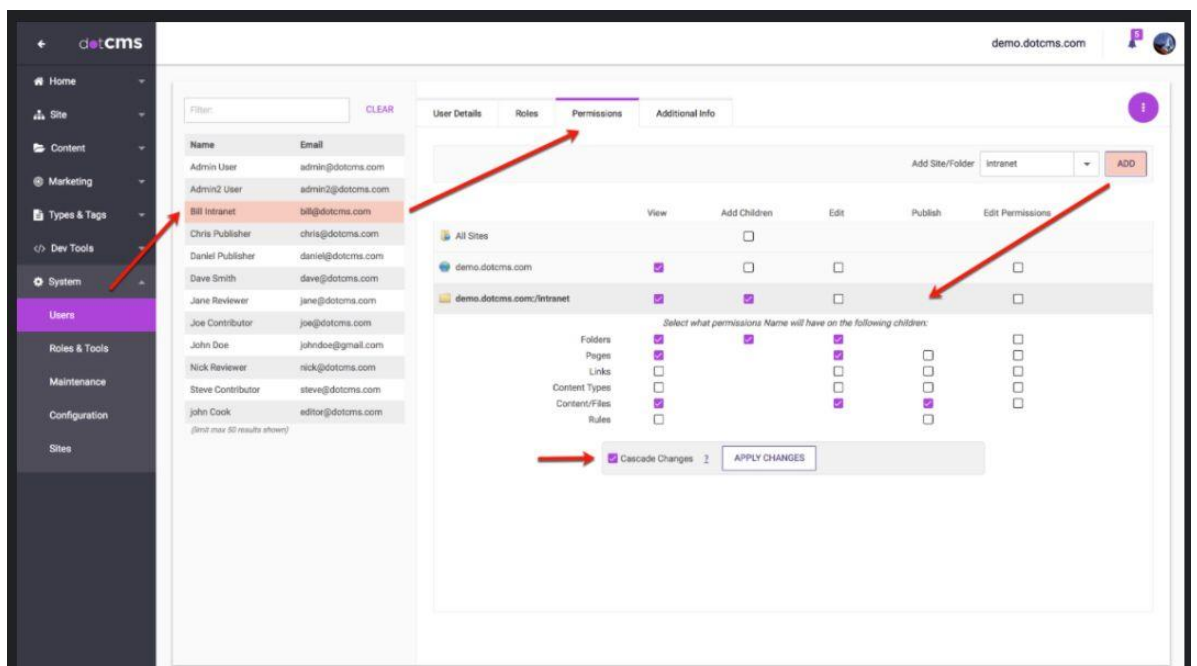 dotcms
demo.dotcms.com
5
Home
Site
Content
Marketing
Types & Tags
</> Dev Tools
System
Users
Roles & Tools
Maintenance
Configuration
Sites
Filter:
CLEAR
Name Email
Admin User admin@dotcms.com
Admin2 User admin2@dotcms.com
Bill Intranet bill@dotcms.com
Chris Publisher chris@dotcms.com
Daniel Publisher daniel@dotcms.com
Dave Smith dave@dotcms.com
Jane Reviewer jane@dotcms.com
Joe Contributor joe@dotcms.com
John Doe johndoe@gmail.com
Nick Reviewer nick@dotcms.com
Steve Contributor steve@dotcms.com
john Cook editor@dotcms.com
(limit max 50 results shown)
User Details Roles Permissions Additional Info
Add Site/Folder intranet ADD
View Add Children Edit Publish Edit Permissions
All Sites
demo.dotcms.com
demo.dotcms.com:/intranet
Select what permissions Name will have on the following children:
Folders
Pages
Links
Content Types
Content/Files
Rules
Cascade Changes ? APPLY CHANGES